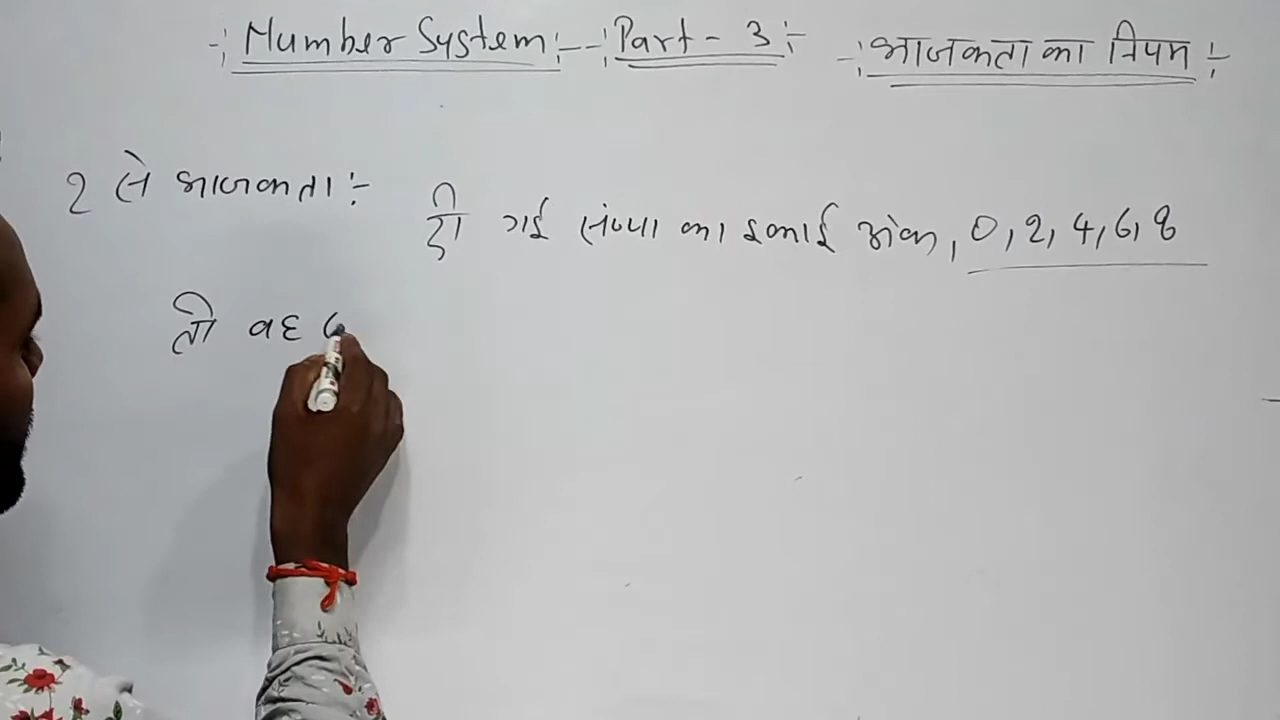 -: Number System :- -: Part - 3 :- -: भाजकता का नियम :-
2 से भाजकता :- दी गई संख्या का इकाई अंक, 0, 2, 4, 6, 8
तो वह